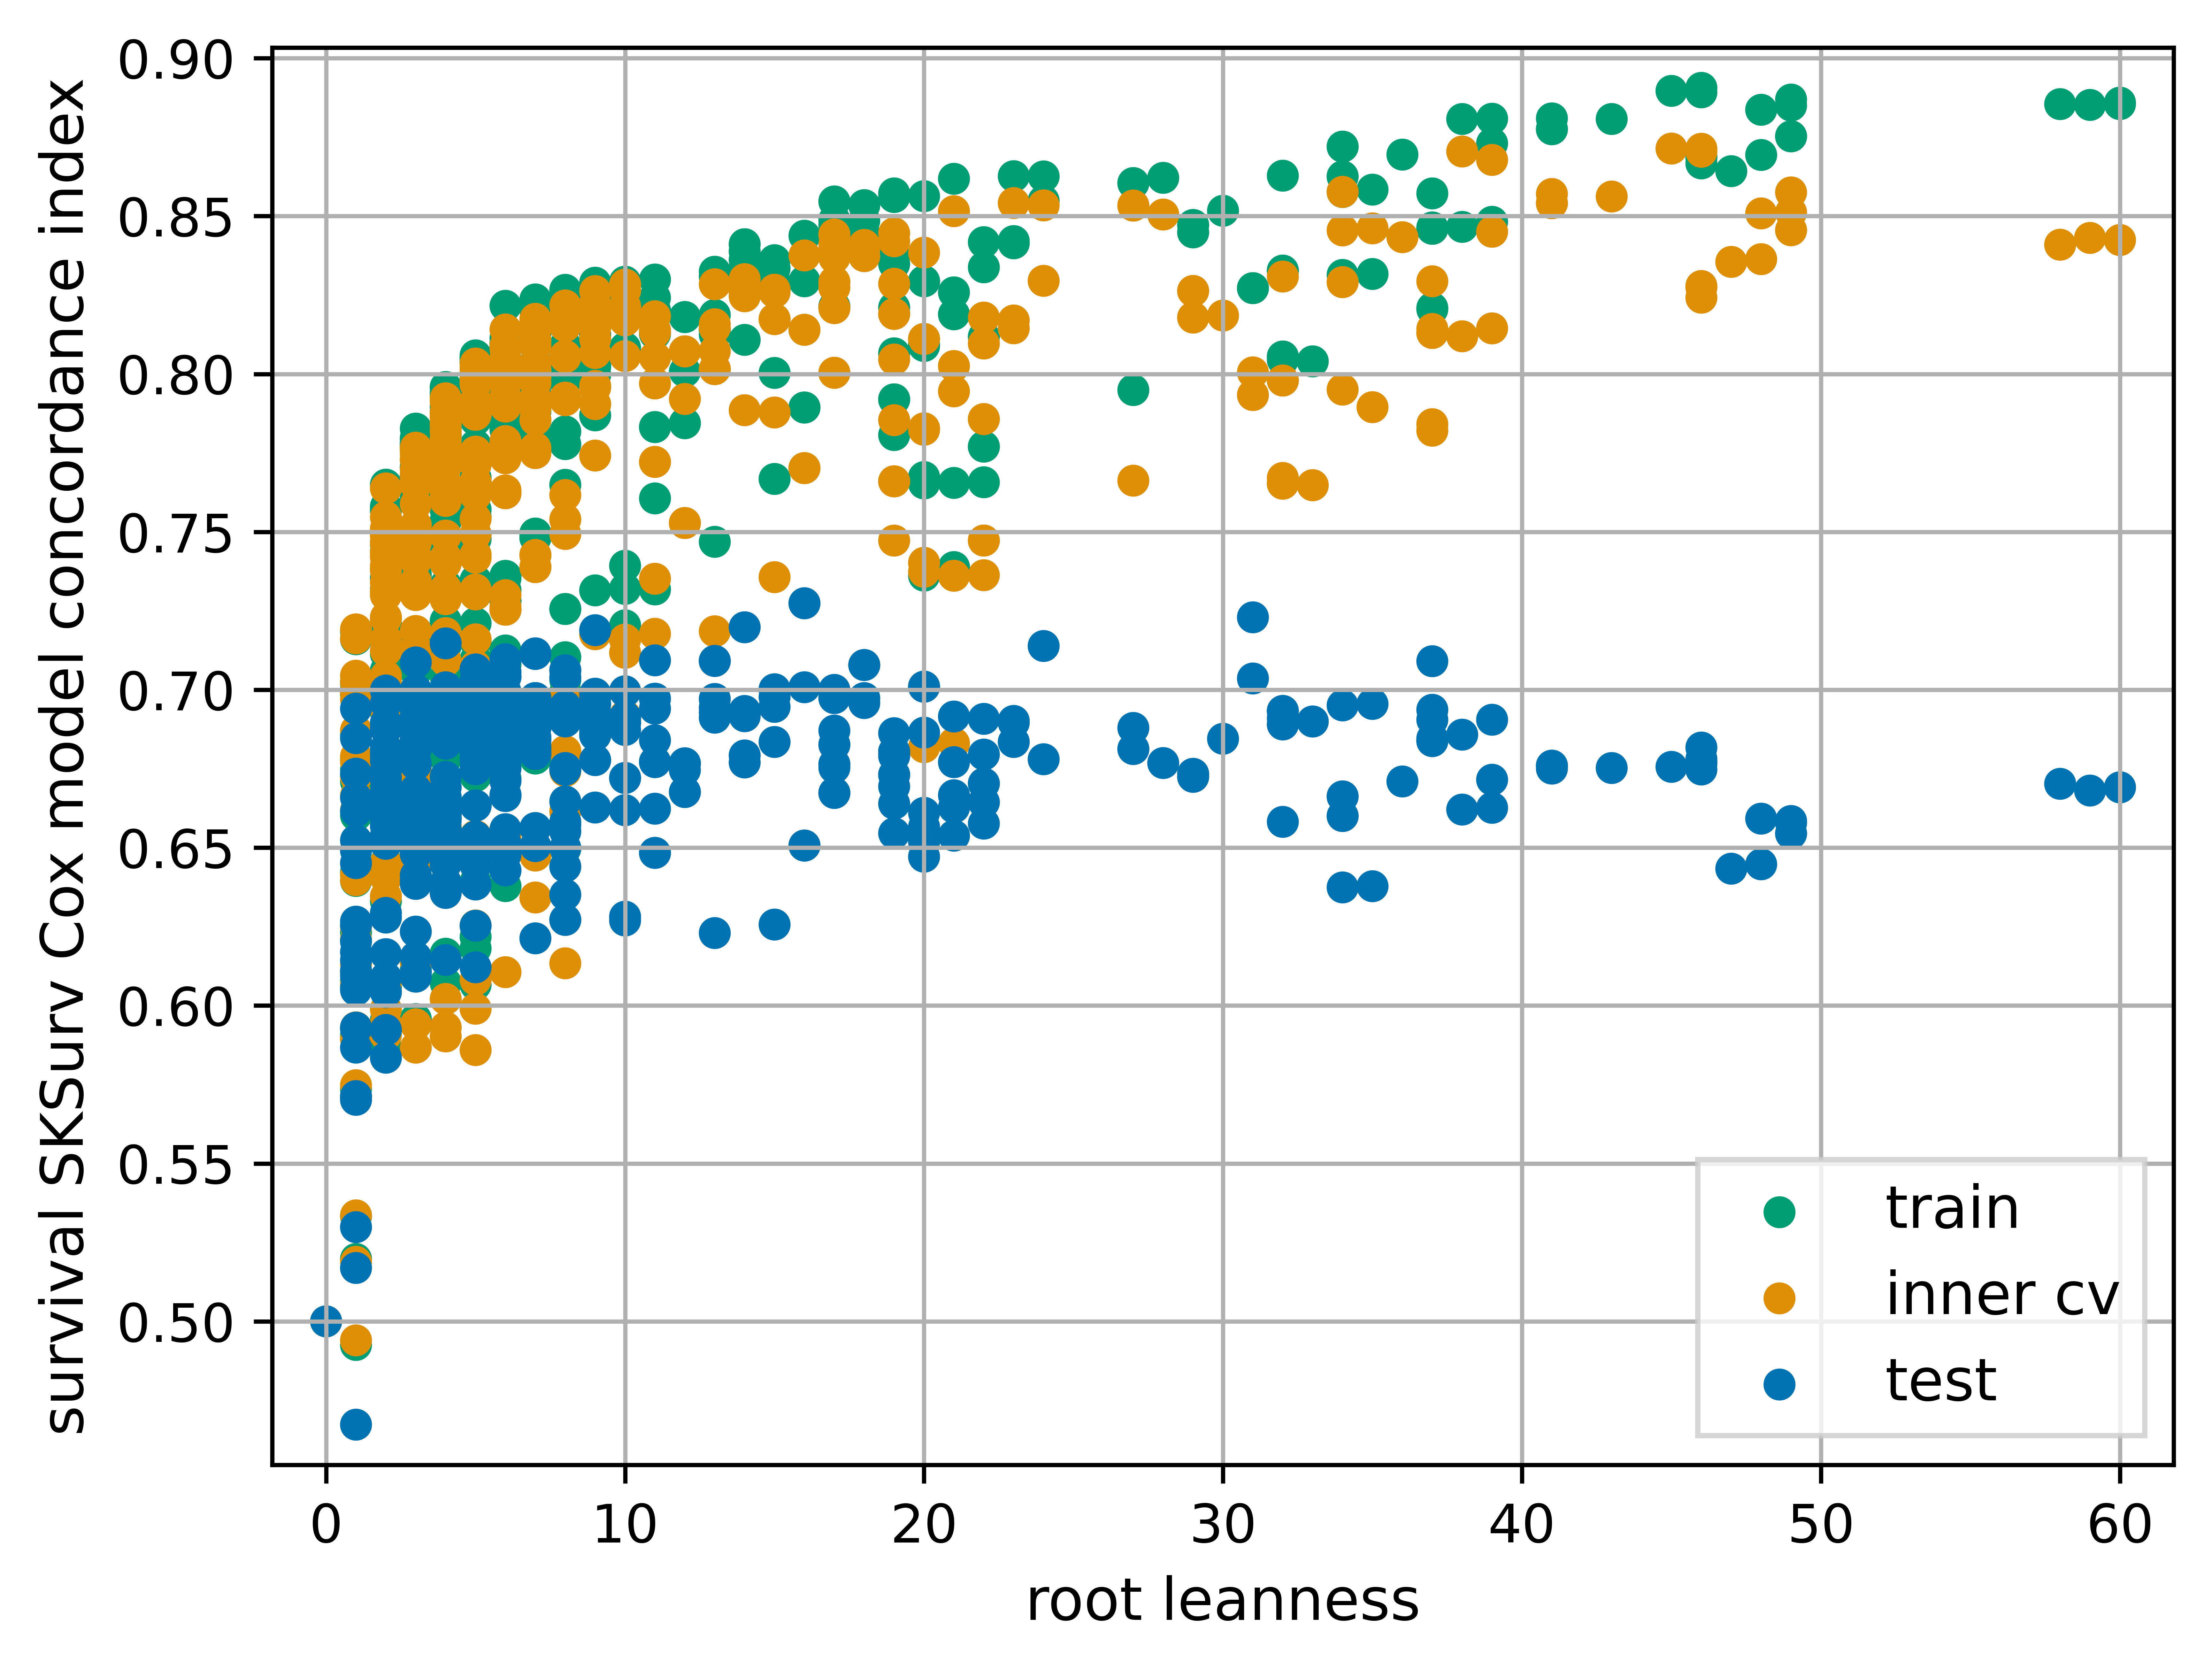 survival SKSurv Cox model concordance index
0.90
0.85
0.80
0.75
0.70
0.65
0.60
0.55
0.50
train
inner cv
test
0 10 20 30 40 50 60
root leanness